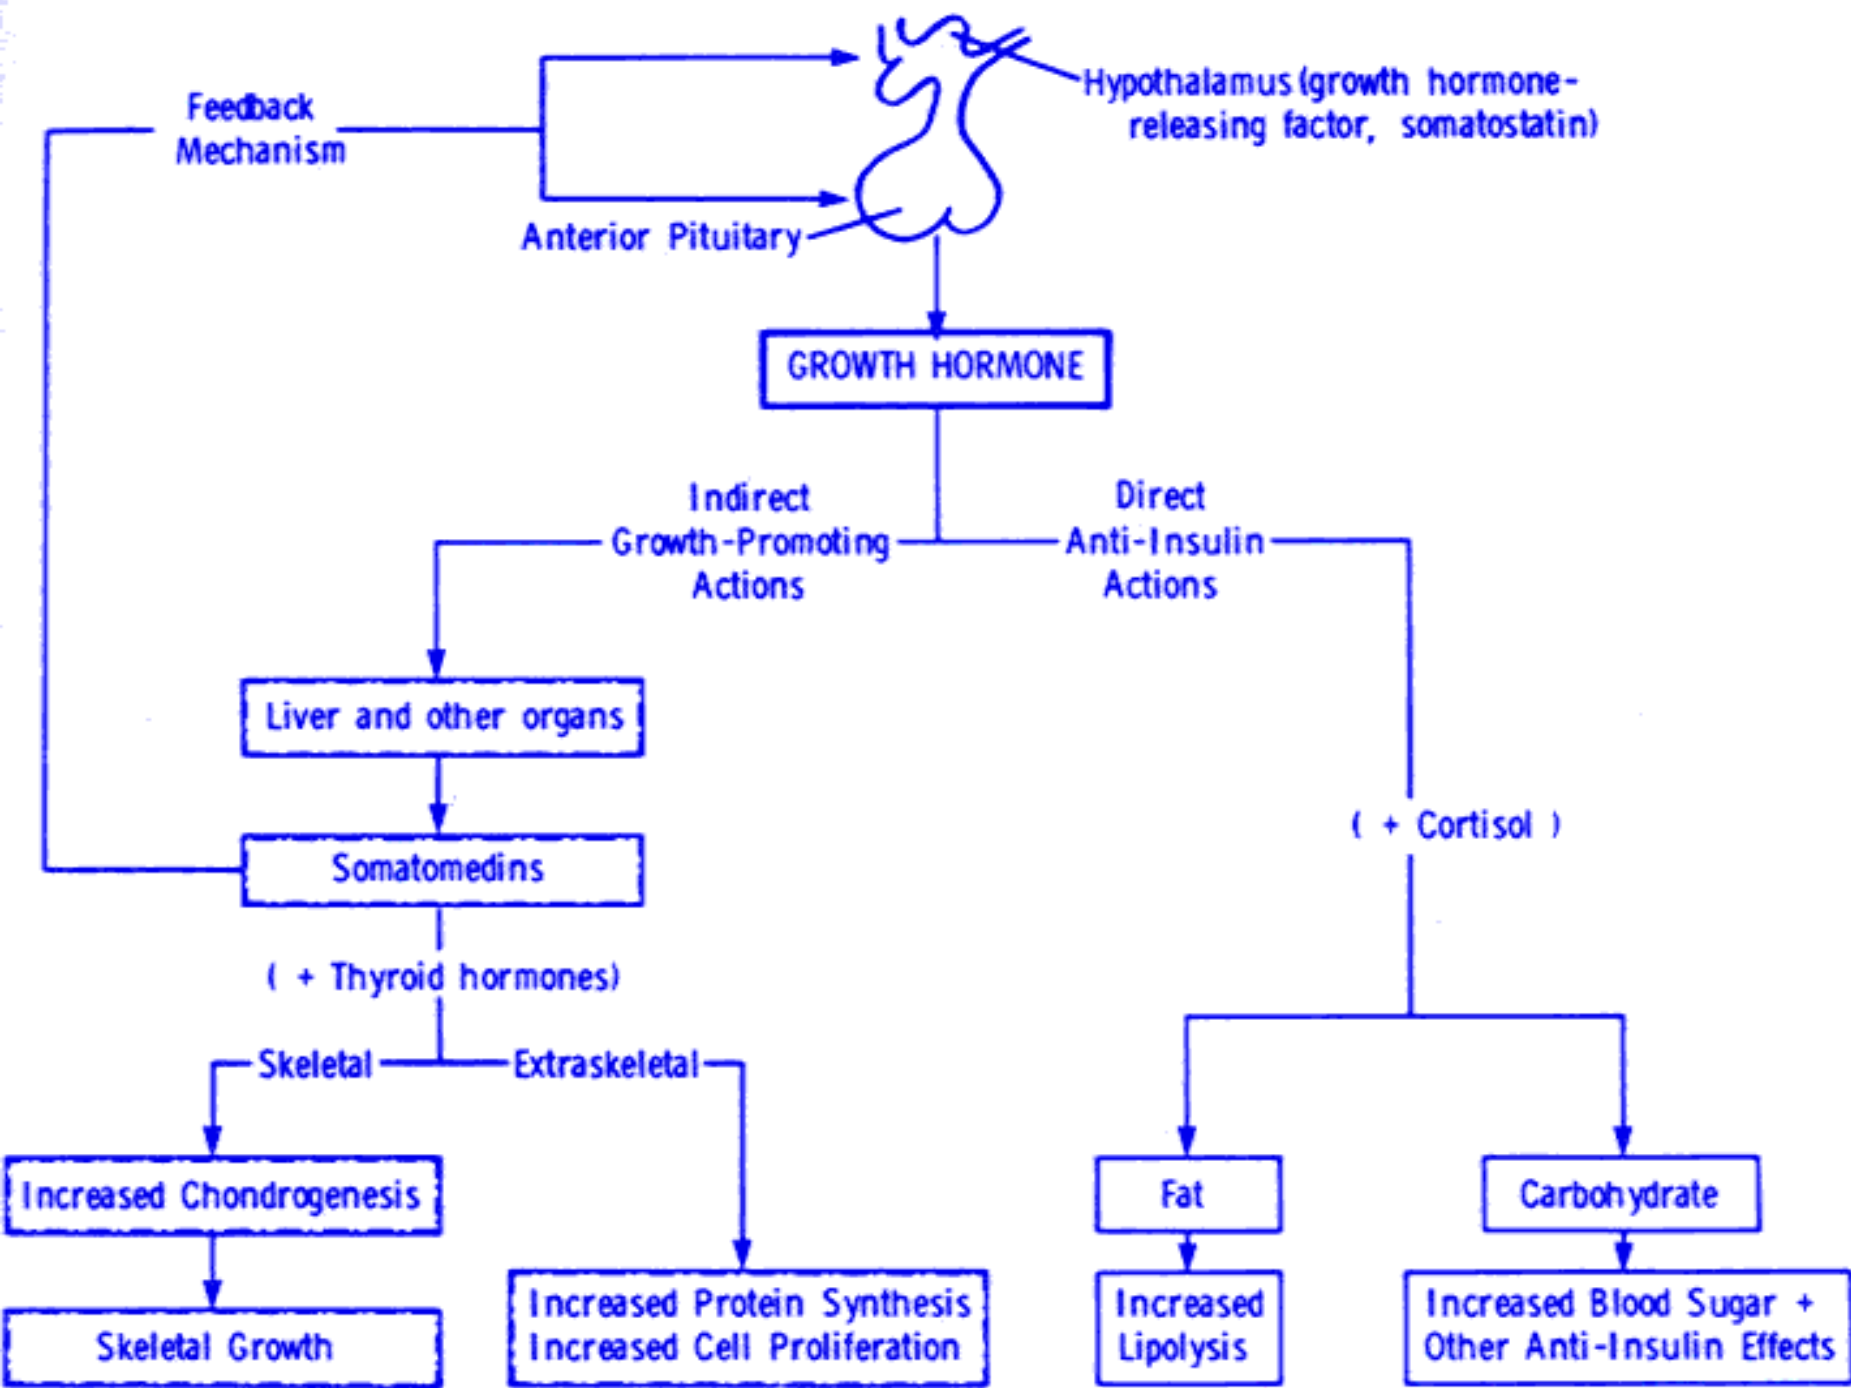 Feedback
Mechanism
Hypothalamus (growth hormone-
releasing factor, somatostatin)
Anterior Pituitary
GROWTH HORMONE
Indirect
Growth-Promoting
Actions
Direct
Anti-Insulin
Actions
Liver and other organs
( + Cortisol )
Somatomedins
( + Thyroid hormones)
Skeletal
Extraskeletal
Increased Chondrogenesis
Fat
Carbohydrate
Skeletal Growth
Increased Protein Synthesis
Increased Cell Proliferation
Increased
Lipolysis
Increased Blood Sugar +
Other Anti-Insulin Effects